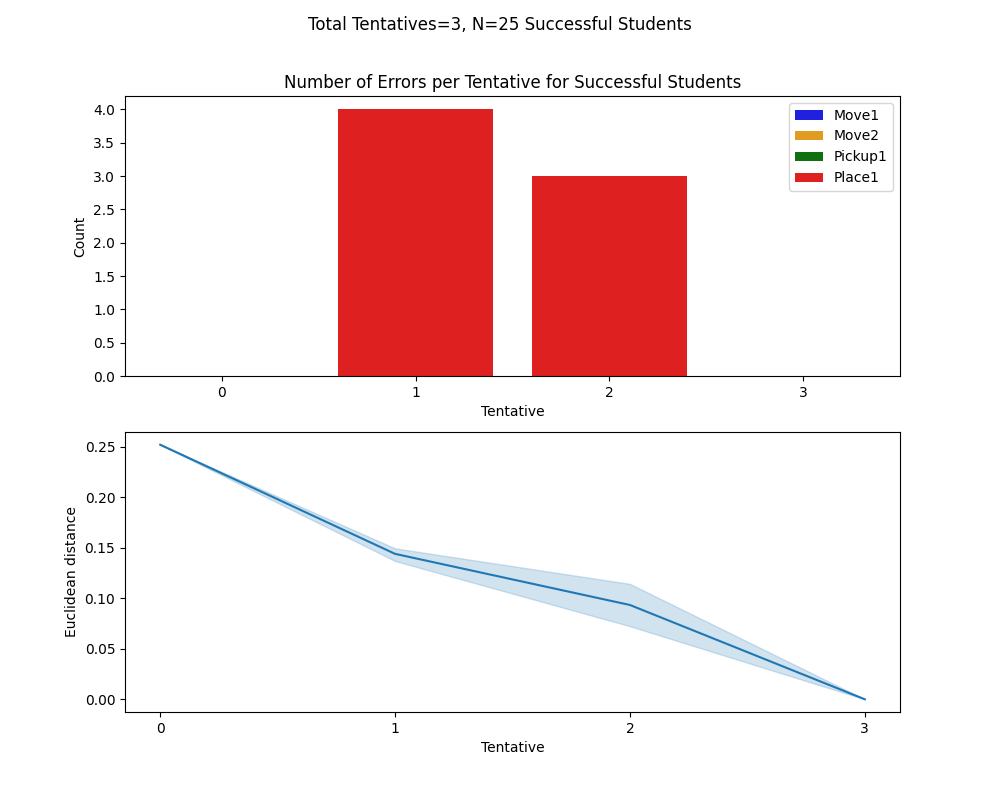 Total Tentatives=3, N=25 Successful Students
Number of Errors per Tentative for Successful Students
4.0
3.5
3.0
2.5
2.0
1.5
1.0
0.5
0.0
Count
Move1
Move2
Pickup1
Place1
0 1 2 3
Tentative
0.25
0.20
0.15
0.10
0.05
0.00
Euclidean distance
0 1 2 3
Tentative